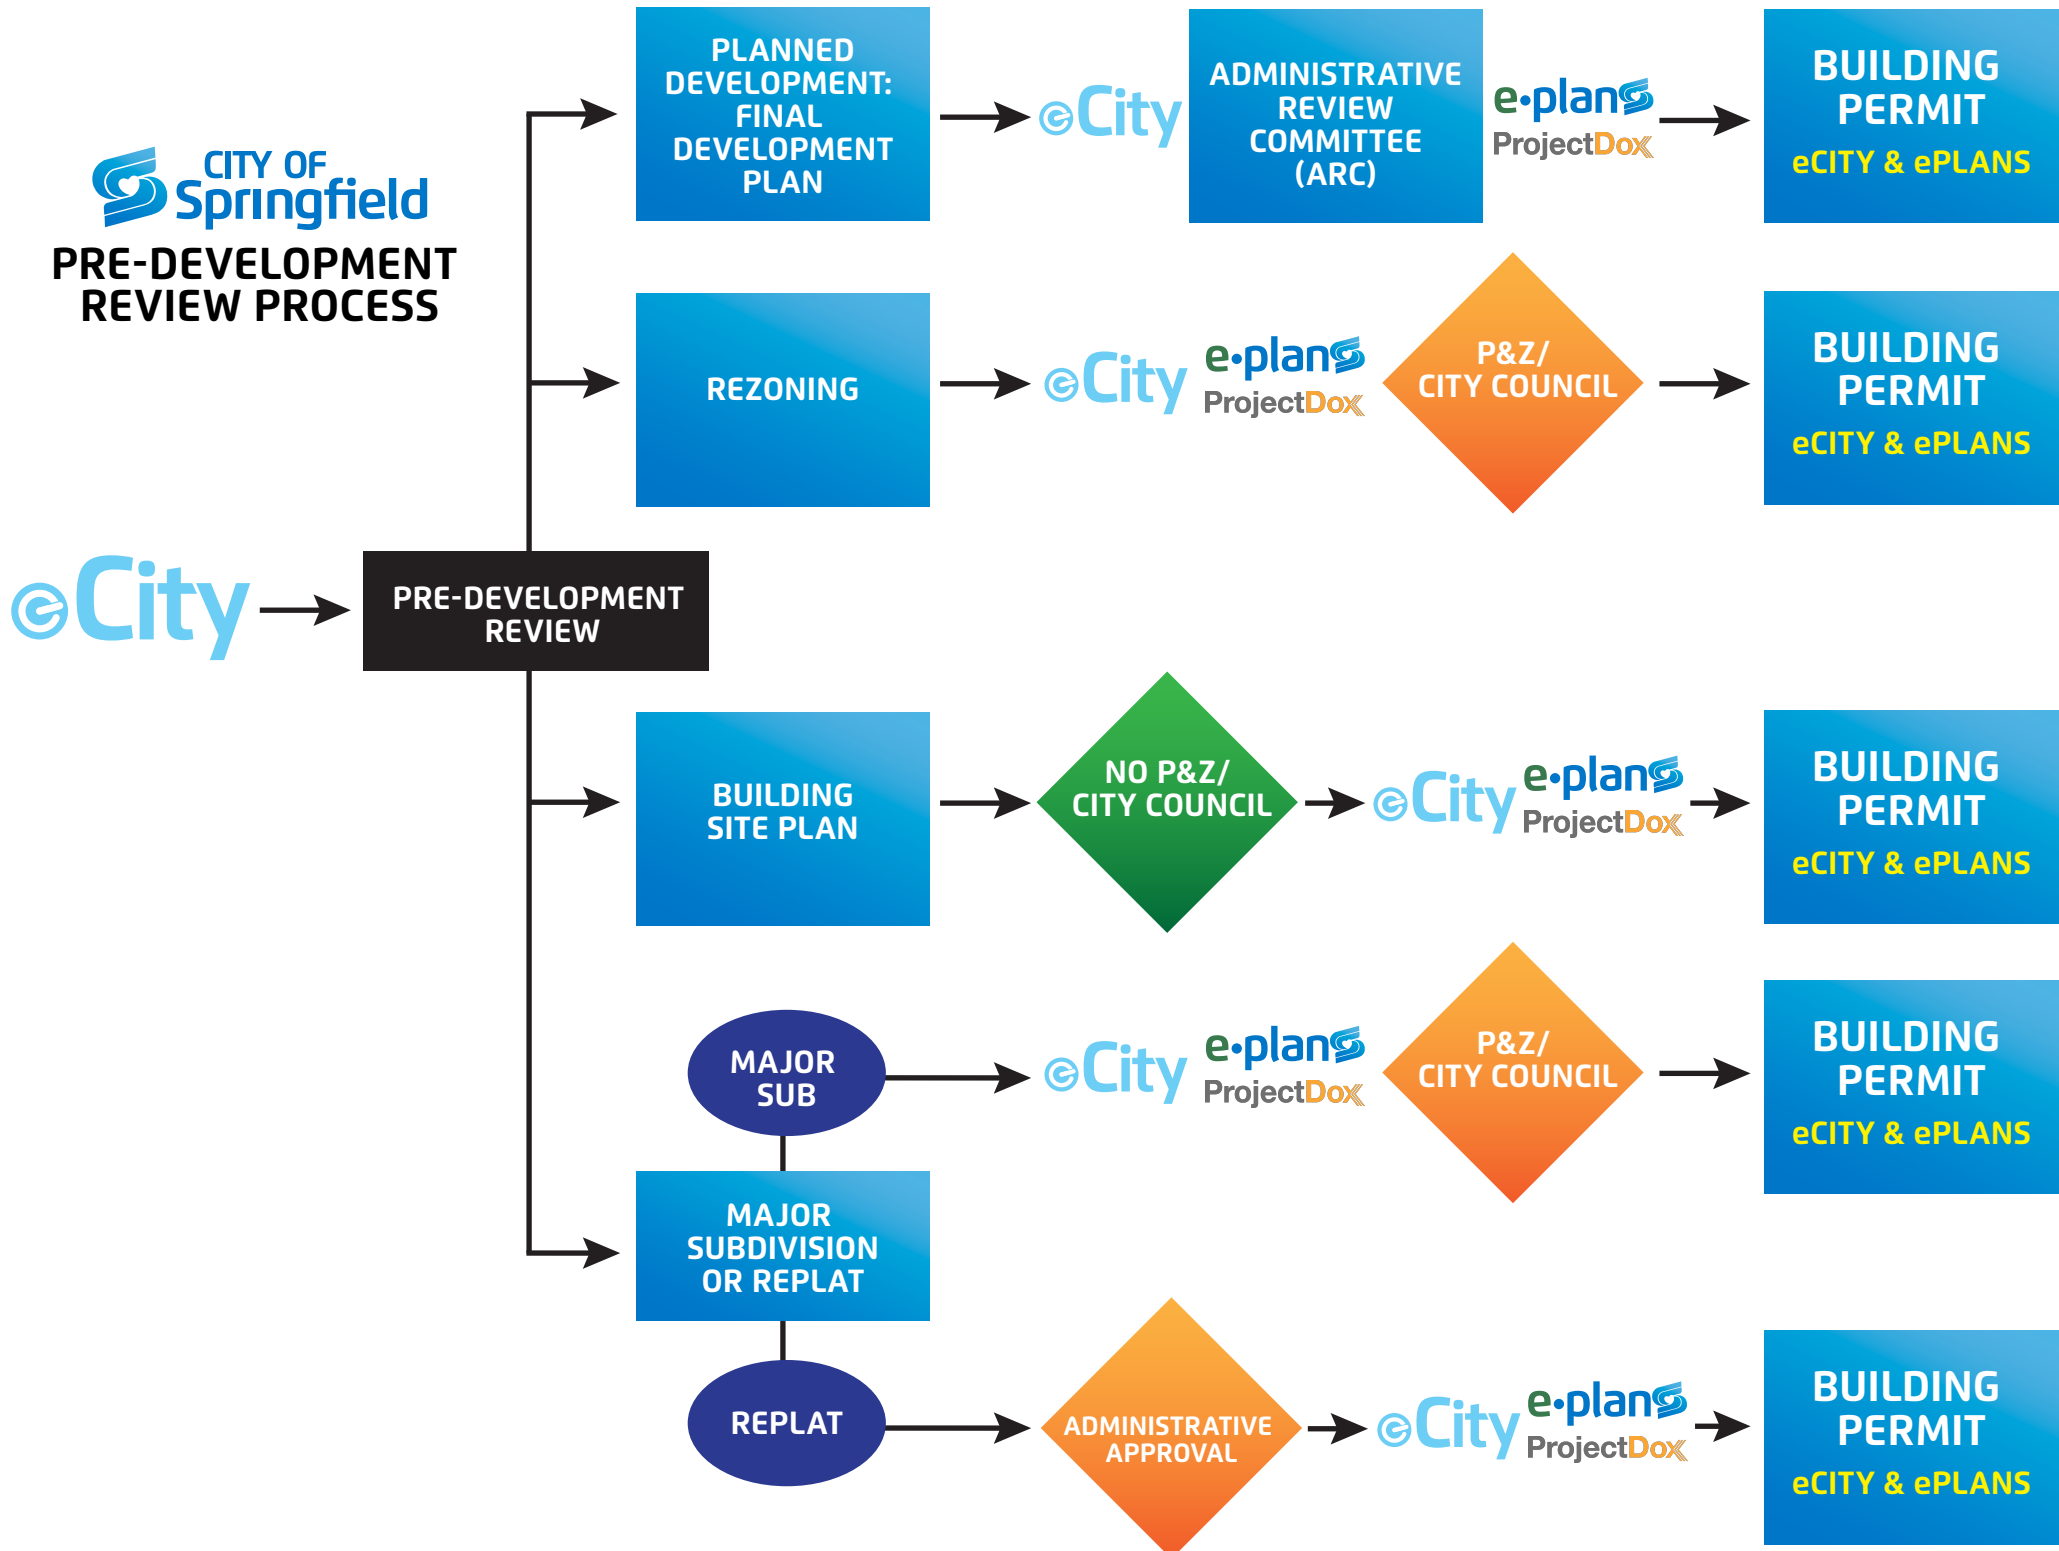 CITY OF
Springfield
PRE-DEVELOPMENT
REVIEW PROCESS
PLANNED
DEVELOPMENT:
FINAL
DEVELOPMENT
PLAN
eCity
ADMINISTRATIVE
REVIEW
COMMITTEE
(ARC)
e•plans
ProjectDox
BUILDING
PERMIT
eCITY & ePLANS
REZONING
eCity
e•plans
ProjectDox
P&Z/
CITY COUNCIL
BUILDING
PERMIT
eCITY & ePLANS
eCity
PRE-DEVELOPMENT
REVIEW
BUILDING
SITE PLAN
NO P&Z/
CITY COUNCIL
eCity
e•plans
ProjectDox
BUILDING
PERMIT
eCITY & ePLANS
MAJOR
SUB
eCity
e•plans
ProjectDox
P&Z/
CITY COUNCIL
BUILDING
PERMIT
eCITY & ePLANS
MAJOR
SUBDIVISION
OR REPLAT
REPLAT
ADMINISTRATIVE
APPROVAL
eCity
e•plans
ProjectDox
BUILDING
PERMIT
eCITY & ePLANS